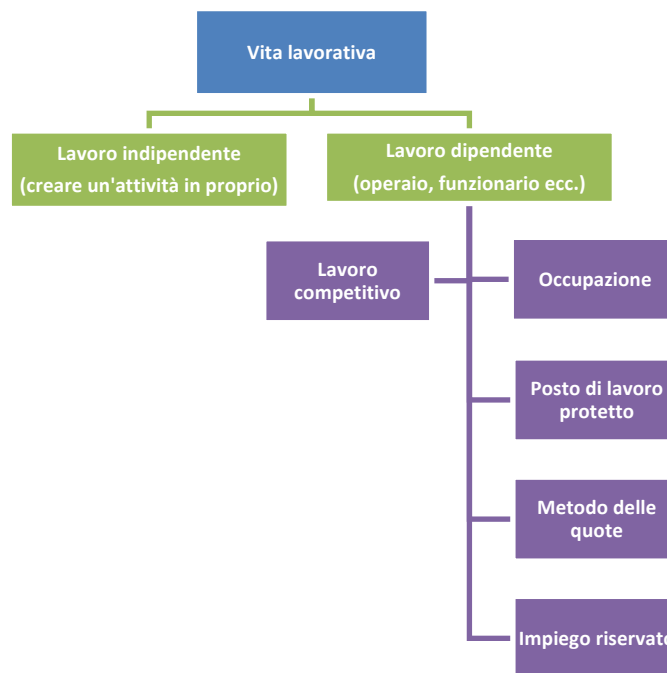 Vita lavorativa
Lavoro indipendente
(creare un'attività in proprio)
Lavoro dipendente
(operaio, funzionario ecc.)
Lavoro
competitivo
Occupazione
Posto di lavoro
protetto
Metodo delle
quote
Impiego riservato